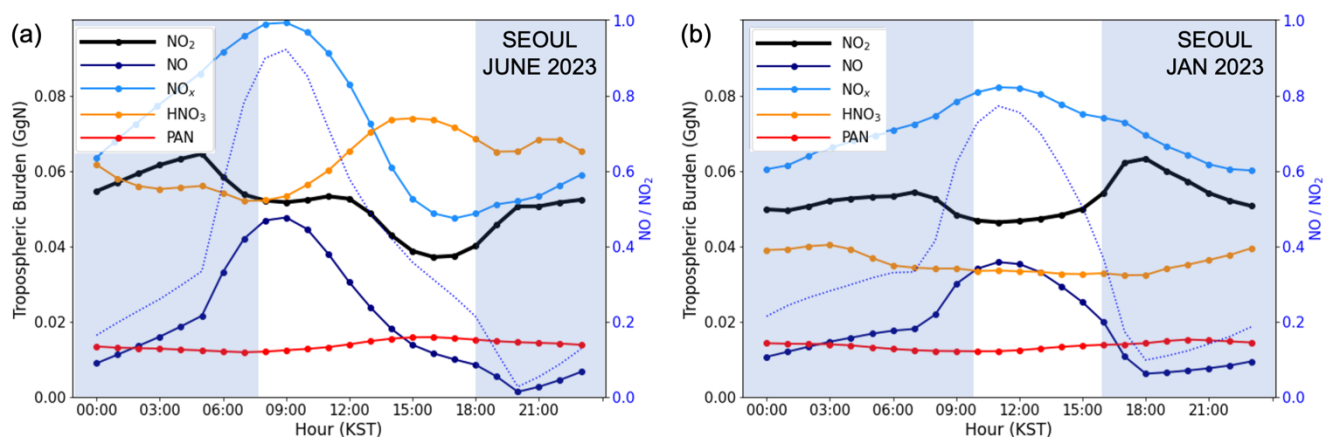 (a)
NO₂
NO
NOₓ
HNO₃
PAN
SEOUL
JUNE 2023
Tropospheric Burden (GgN)
0.08
0.06
0.04
0.02
0.00
00:00 03:00 06:00 09:00 12:00 15:00 18:00 21:00
Hour (KST)
1.0
0.8
0.6
0.4
0.2
0.0
NO / NO₂
(b)
NO₂
NO
NOₓ
HNO₃
PAN
SEOUL
JAN 2023
Tropospheric Burden (GgN)
0.08
0.06
0.04
0.02
0.00
00:00 03:00 06:00 09:00 12:00 15:00 18:00 21:00
Hour (KST)
1.0
0.8
0.6
0.4
0.2
0.0
NO / NO₂